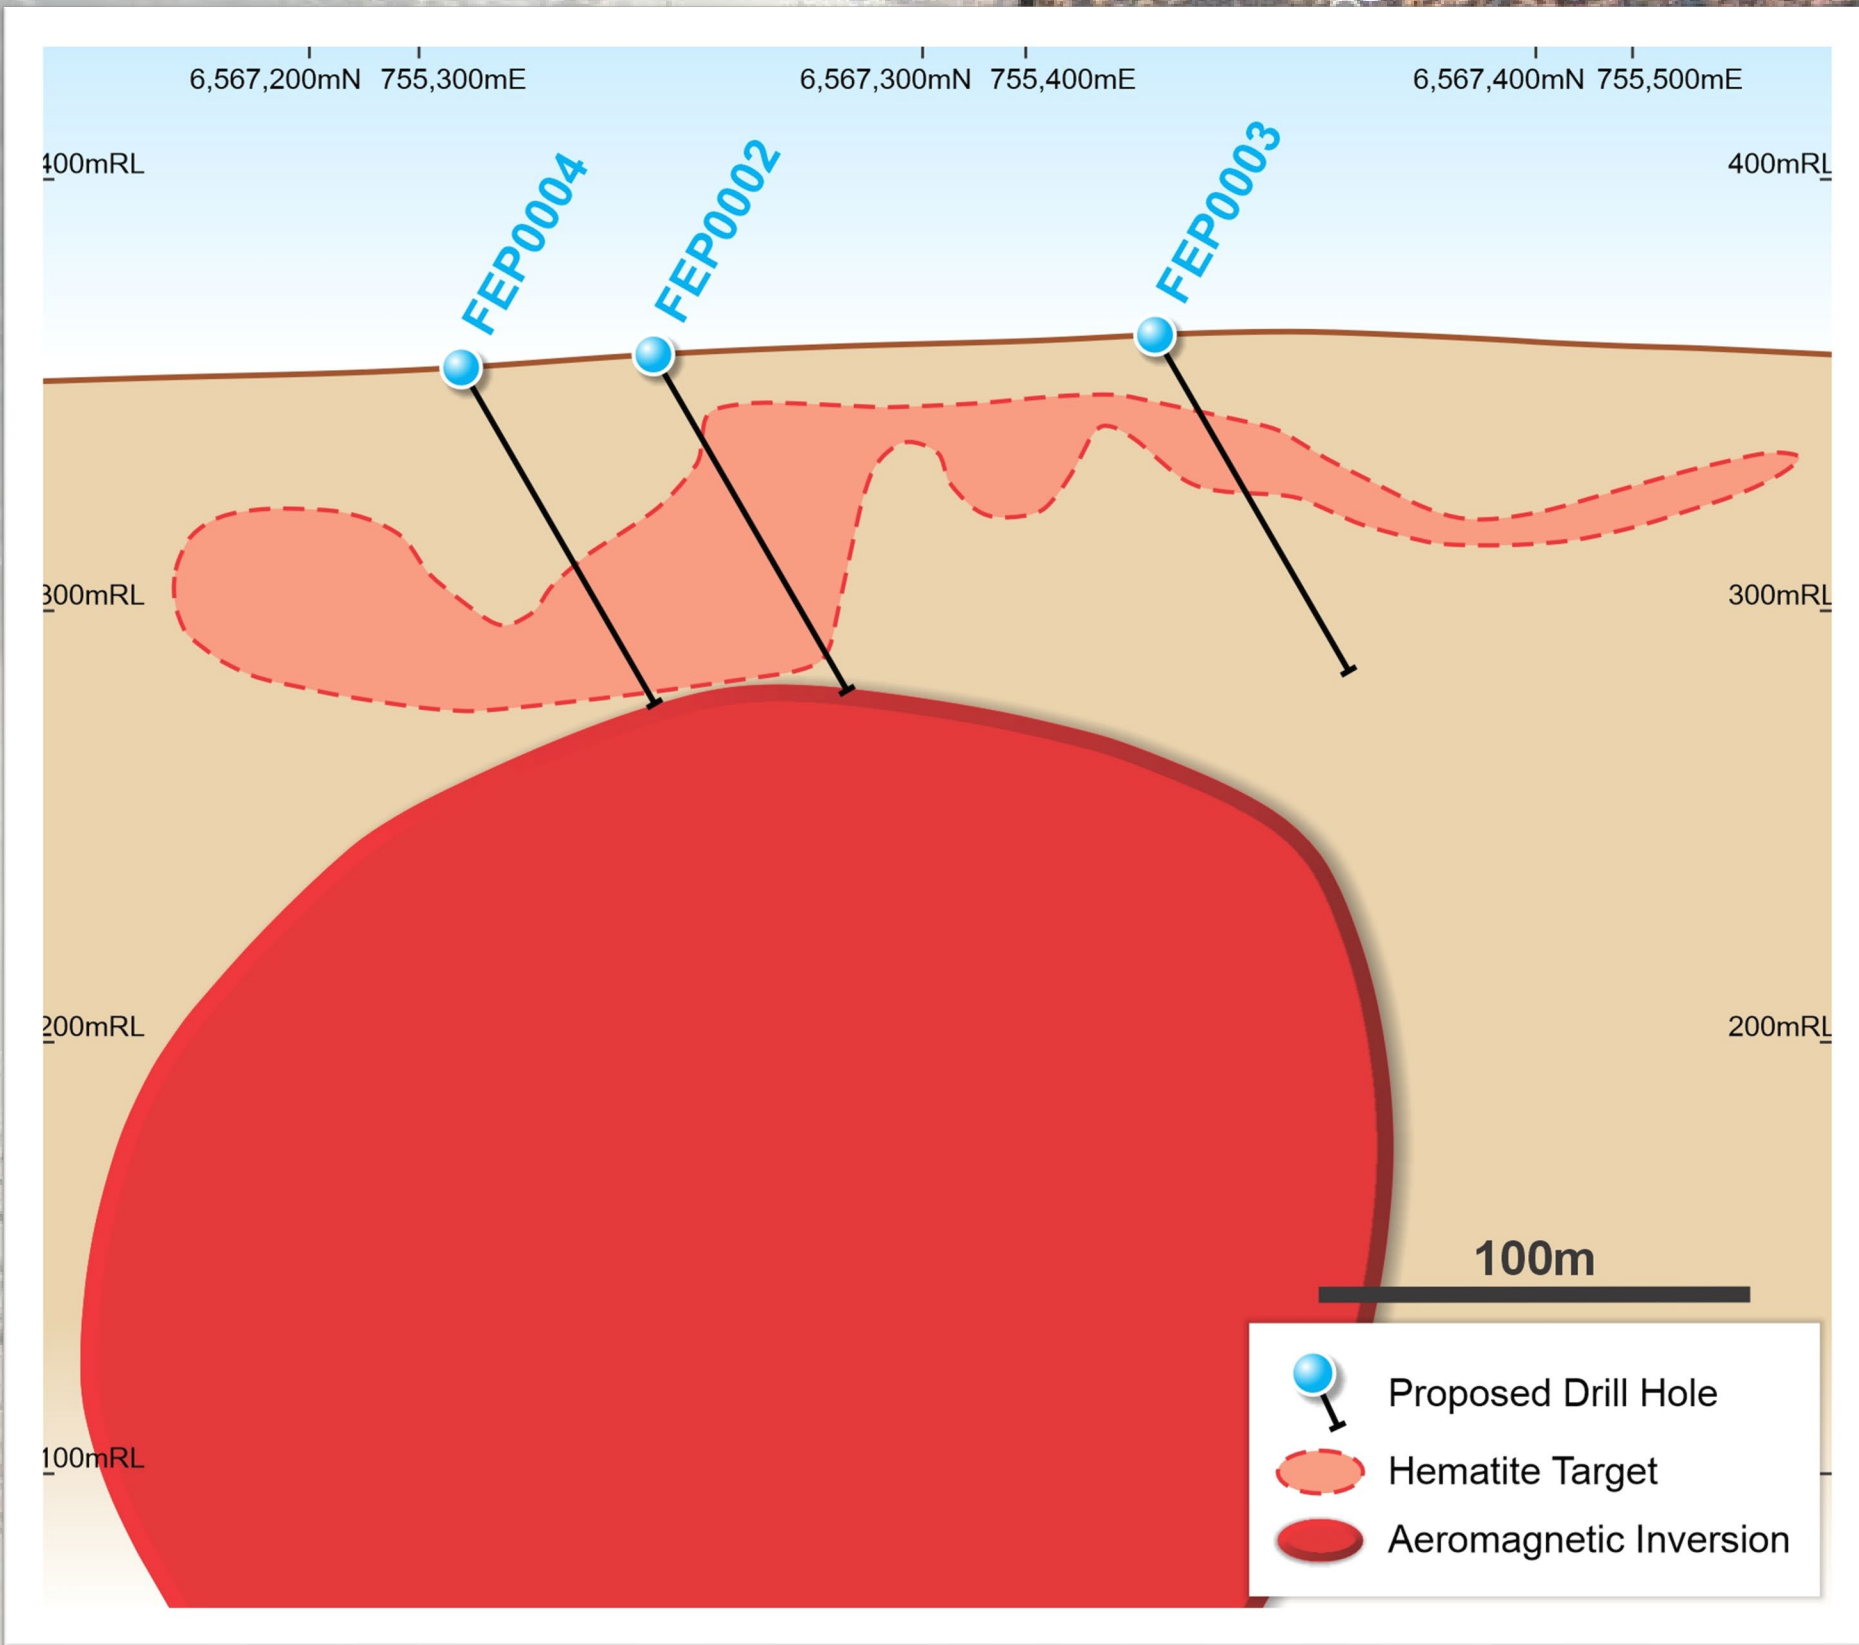 6,567,200mN 755,300mE 6,567,300mN 755,400mE 6,567,400mN 755,500mE
FEP0004 FEP0002 FEP0003
400mRL 400mRL
300mRL 300mRL
200mRL 200mRL
100mRL
100m
Proposed Drill Hole
Hematite Target
Aeromagnetic Inversion